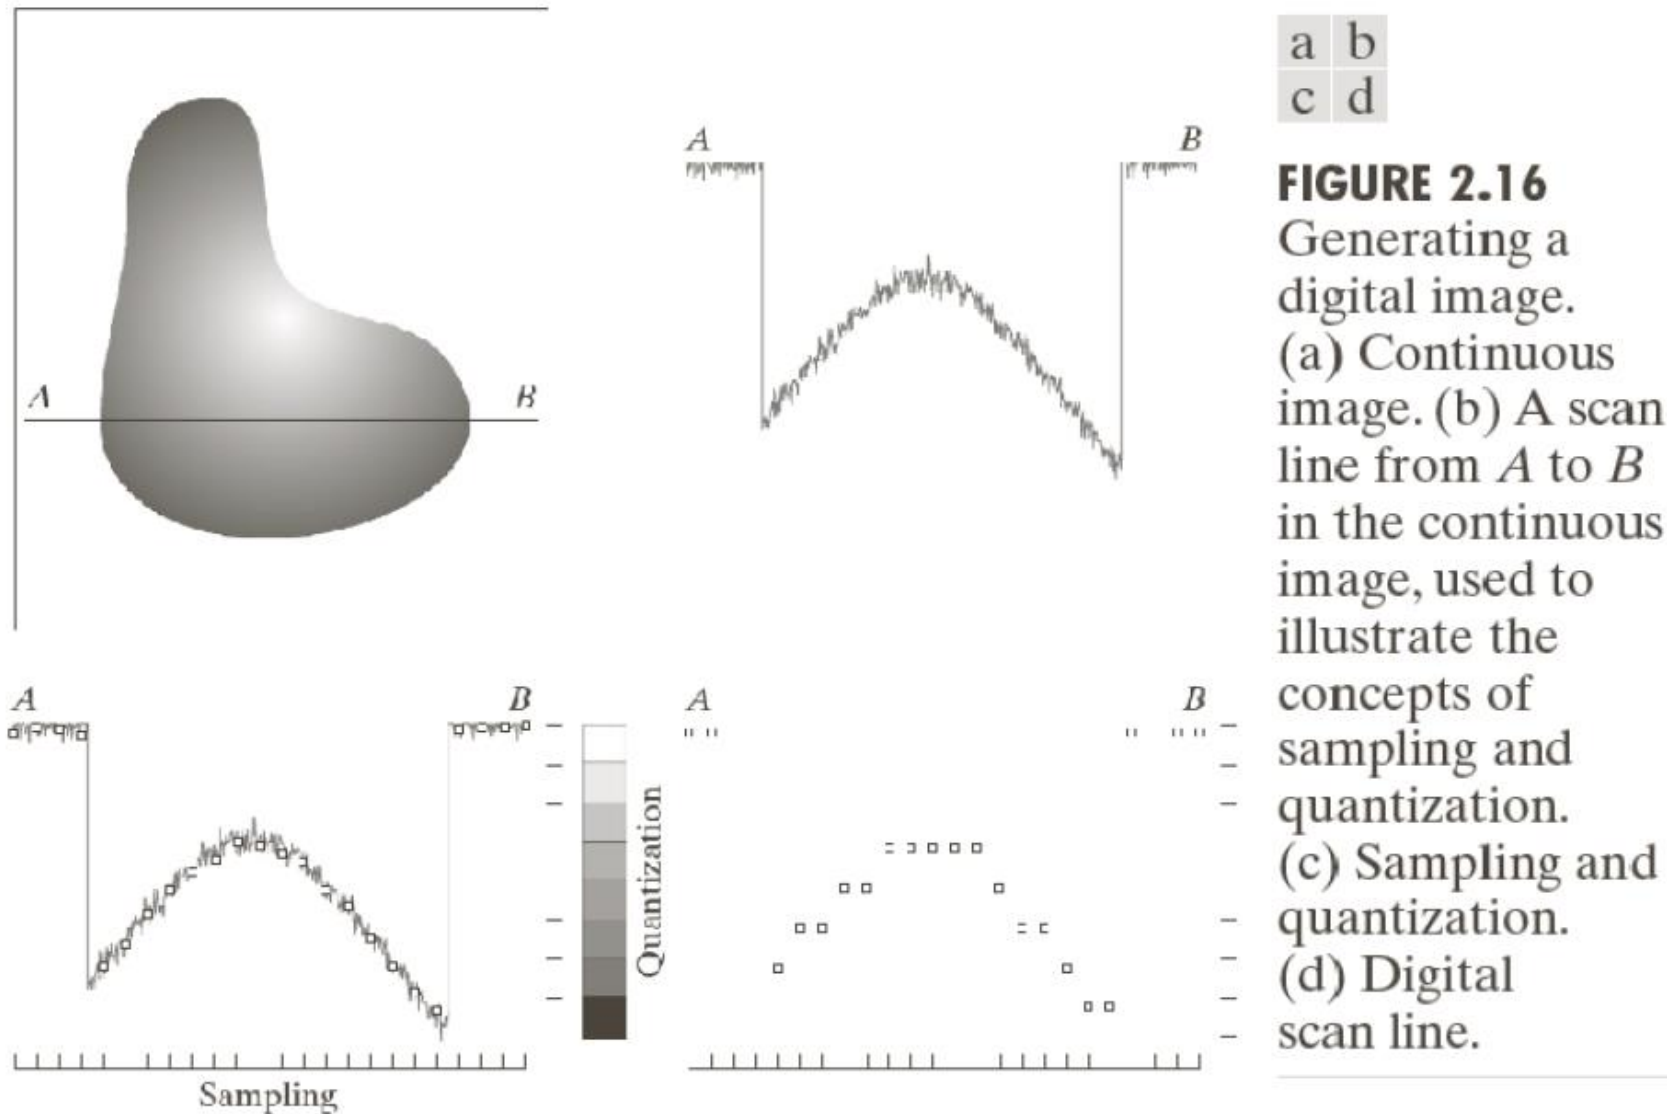 a b
c d
A B
A B
FIGURE 2.16
Generating a
digital image.
(a) Continuous
image. (b) A scan
line from A to B
in the continuous
image, used to
illustrate the
concepts of
sampling and
quantization.
(c) Sampling and
quantization.
(d) Digital
scan line.
A B
Quantization
Sampling
A B